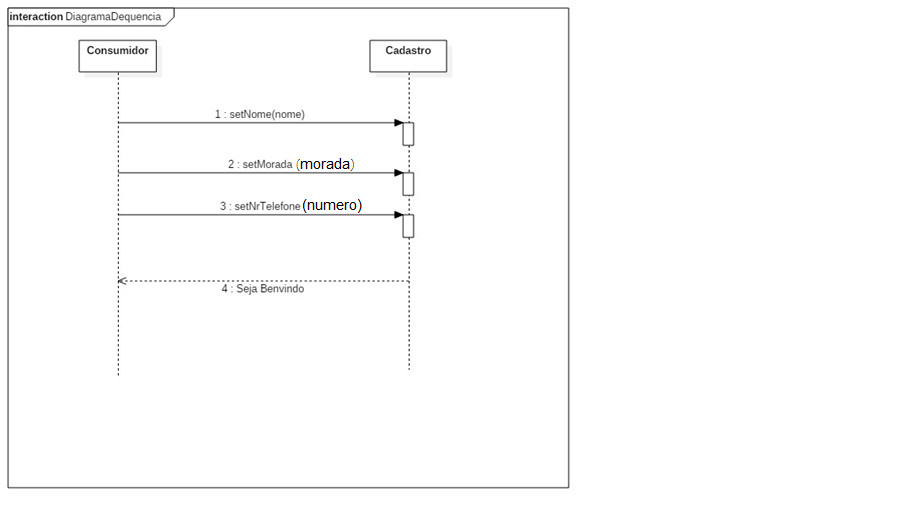 interaction DiagramaDequencia
Consumidor
Cadastro
1 : setNome(nome)
2 : setMorada (morada)
3 : setNrTelefone(numero)
4 : Seja Benvindo